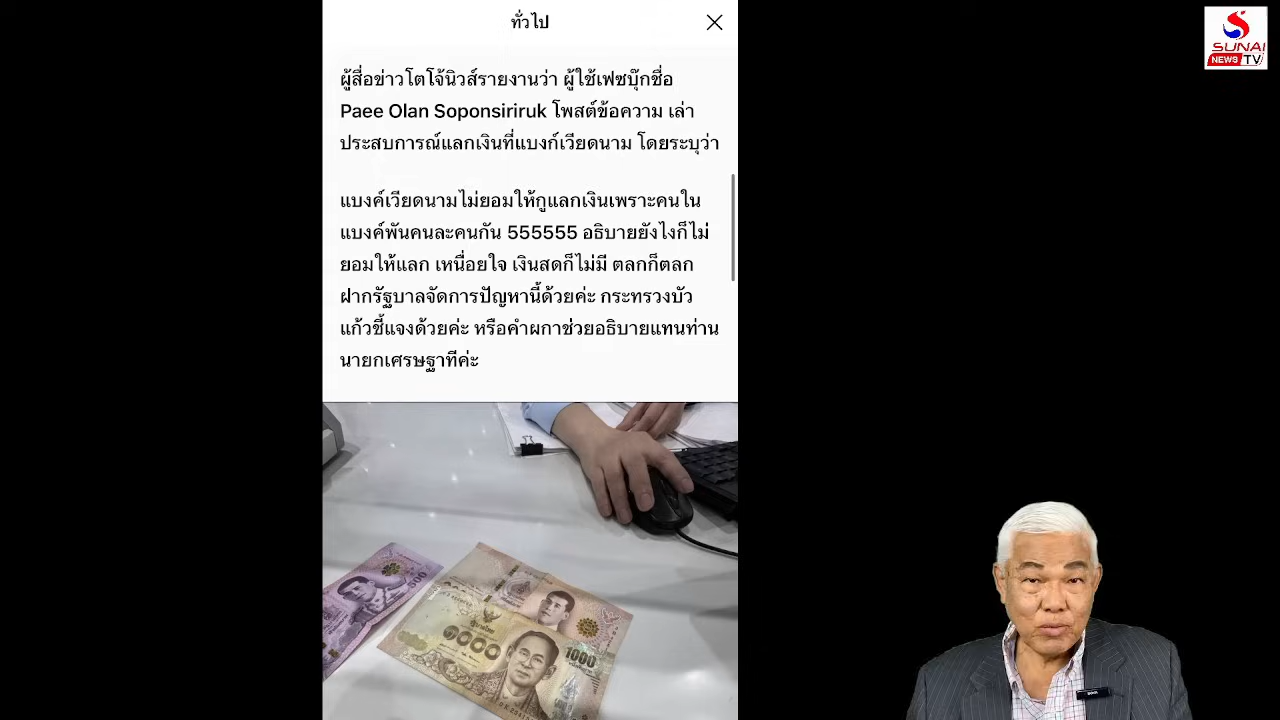 ทั่วไป
SUNAI
NEWS TV
ผู้สื่อข่าวโตโจ้นิวส์รายงานว่า ผู้ใช้เฟซบุ๊กชื่อ
Paee Olan Soponsiriruk โพสต์ข้อความ เล่า
ประสบการณ์แลกเงินที่แบงก์เวียดนาม โดยระบุว่า
แบงค์เวียดนามไม่ยอมให้กูแลกเงินเพราะคนใน
แบงค์พันคนละคนกัน 555555 อธิบายยังไงก็ไม่
ยอมให้แลก เหนื่อยใจ เงินสดก็ไม่มี ตลกก็ตลก
ฝากรัฐบาลจัดการปัญหานี้ด้วยค่ะ กระทรวงบัว
แก้วชี้แจงด้วยค่ะ หรือคำผกาช่วยอธิบายแทนท่าน
นายกเศรษฐาทีค่ะ
500
รัฐบาลไทย
๑๐๐๐
1000